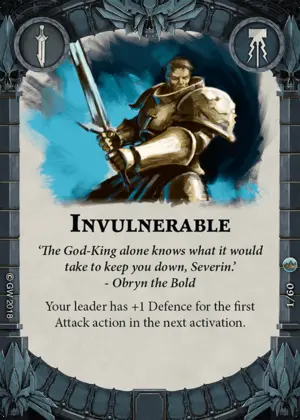 INVULNERABLE
‘The God-King alone knows what it would
take to keep you down, Severin.’
- Obryn the Bold
Your leader has +1 Defence for the first
Attack action in the next activation.
© GW 2018
1/60